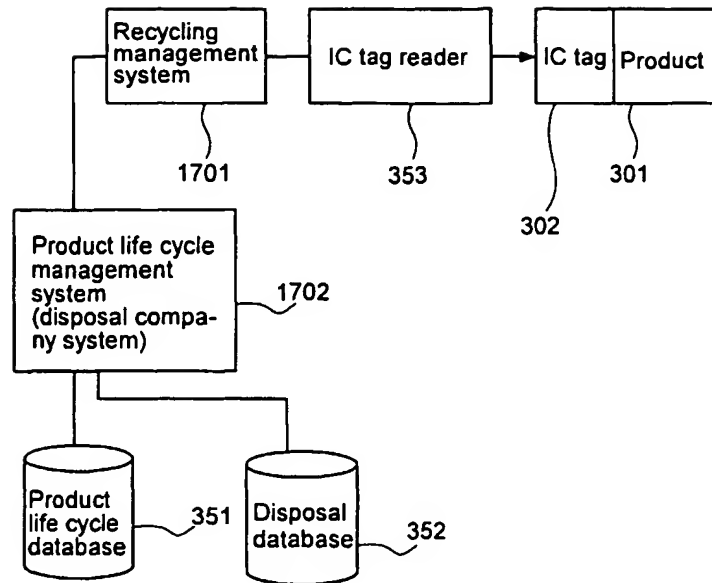 Recycling
management
system
IC tag reader
IC tag
Product
1701
353
302
301
Product life cycle
management
system
(disposal compa-
ny system)
1702
Product
life cycle
database
351
Disposal
database
352